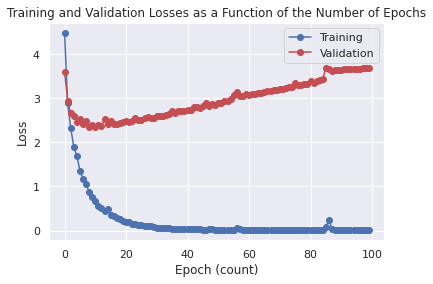 Training and Validation Losses as a Function of the Number of Epochs
Training
Validation
4
3
2
1
0
Loss
0
20
40
60
80
100
Epoch (count)